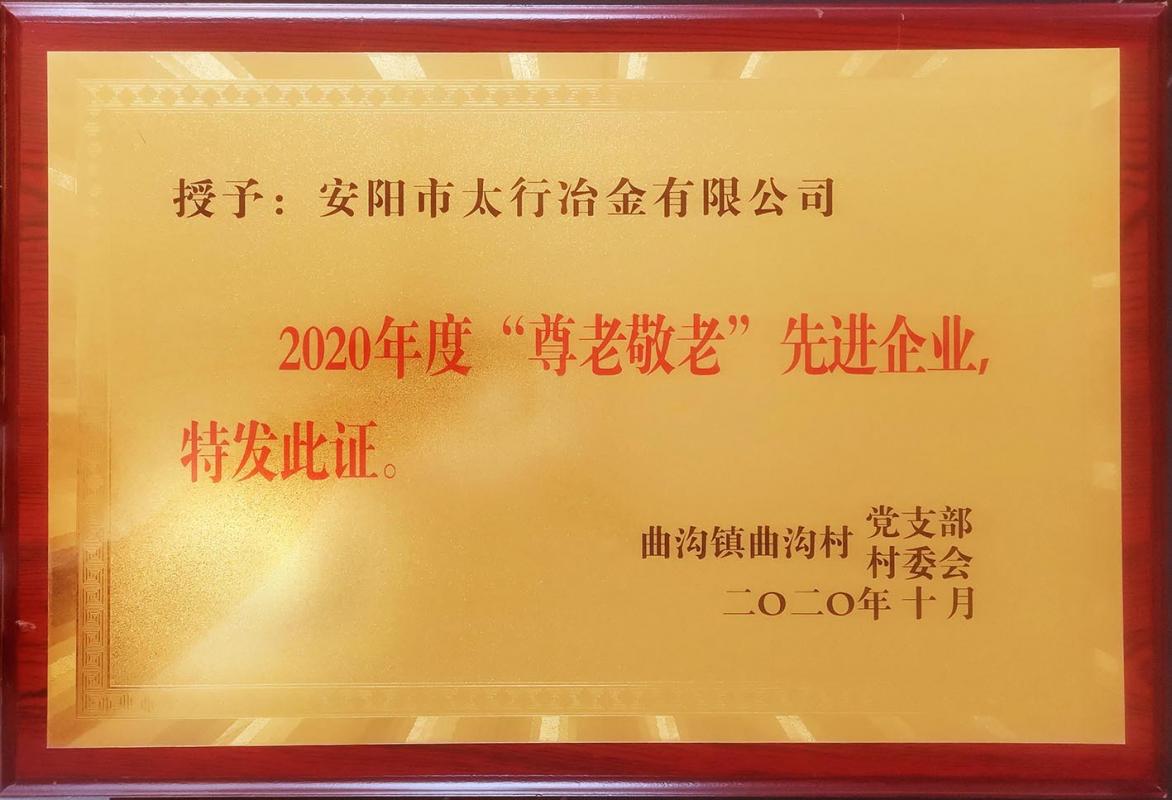 授予：安阳市太行冶金有限公司
2020年度“尊老敬老”先进企业，
特发此证。
曲沟镇曲沟村 党支部
村委会
二〇二〇年十月